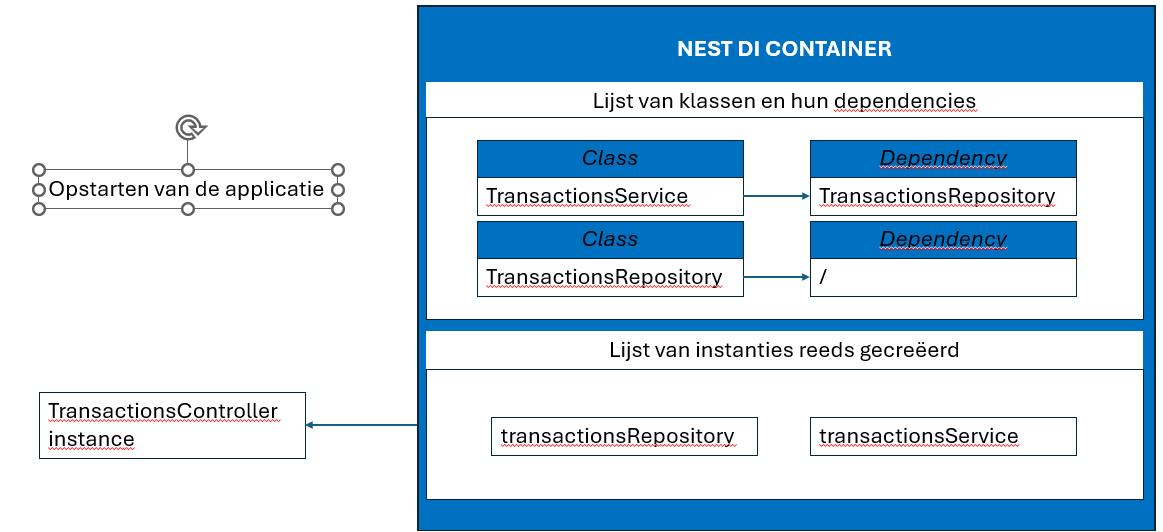 NEST DI CONTAINER
Lijst van klassen en hun dependencies
Opstarten van de applicatie
Class
Dependency
TransactionsService
TransactionsRepository
Class
Dependency
TransactionsRepository
/
Lijst van instanties reeds gecreëerd
TransactionsController
instance
transactionsRepository
transactionsService